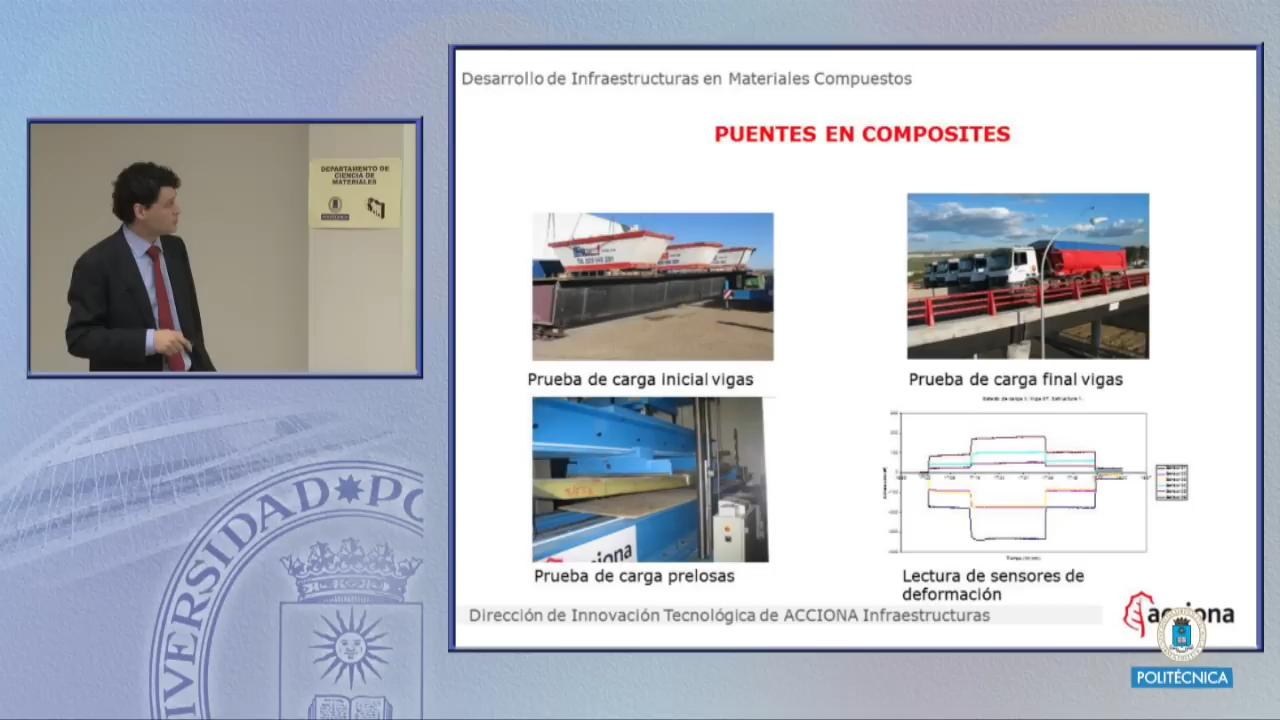 Desarrollo de Infraestructuras en Materiales Compuestos
PUENTES EN COMPOSITES
DEPARTAMENTO DE
CIENCIA DE
MATERIALES
POLITÉCNICA
Prueba de carga inicial vigas
Prueba de carga final vigas
acciona
Prueba de carga prelosas
Lectura de sensores de
deformación
Dirección de Innovación Tecnológica de ACCIONA Infraestructuras
acciona
POLITÉCNICA